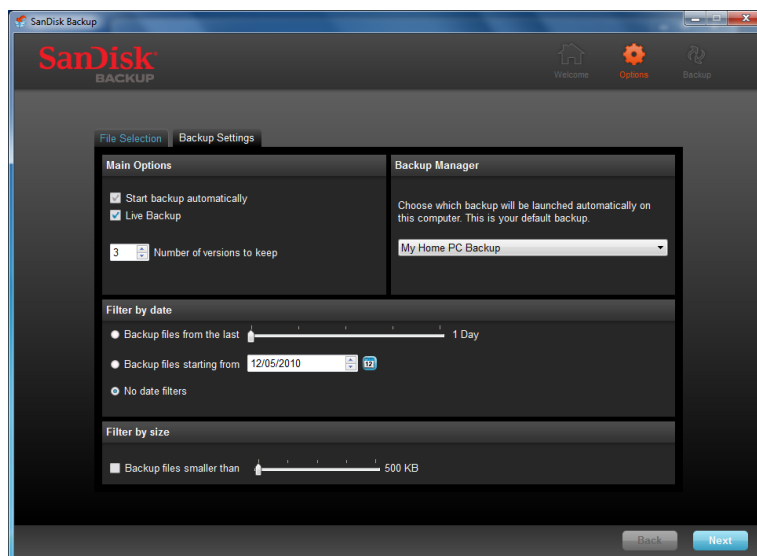 SanDisk Backup
SanDisk
BACKUP
Welcome
Options
Backup
File Selection
Backup Settings
Main Options
Start backup automatically
Live Backup
3 Number of versions to keep
Backup Manager
Choose which backup will be launched automatically on
this computer. This is your default backup.
My Home PC Backup
Filter by date
Backup files from the last 1 Day
Backup files starting from 12/05/2010 12
No date filters
Filter by size
Backup files smaller than 500 KB
Back
Next